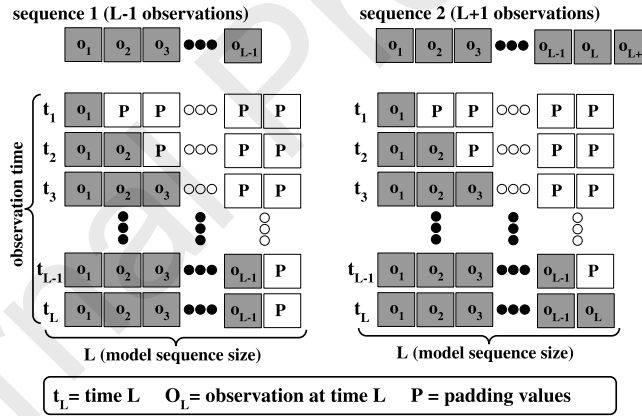 sequence 1 (L-1 observations)
o1 o2 o3 oL-1
observation time
t1 o1 P P P P
t2 o1 o2 P P P
t3 o1 o2 o3 P P
tL-1 o1 o2 o3 oL-1 P
tL o1 o2 o3 oL-1 P
L (model sequence size)
sequence 2 (L+1 observations)
o1 o2 o3 oL-1 oL oL+
t1 o1 P P P P
t2 o1 o2 P P P
t3 o1 o2 o3 P P
tL-1 o1 o2 o3 oL-1 P
tL o1 o2 o3 oL-1 oL
L (model sequence size)
tL= time L OL= observation at time L P = padding values